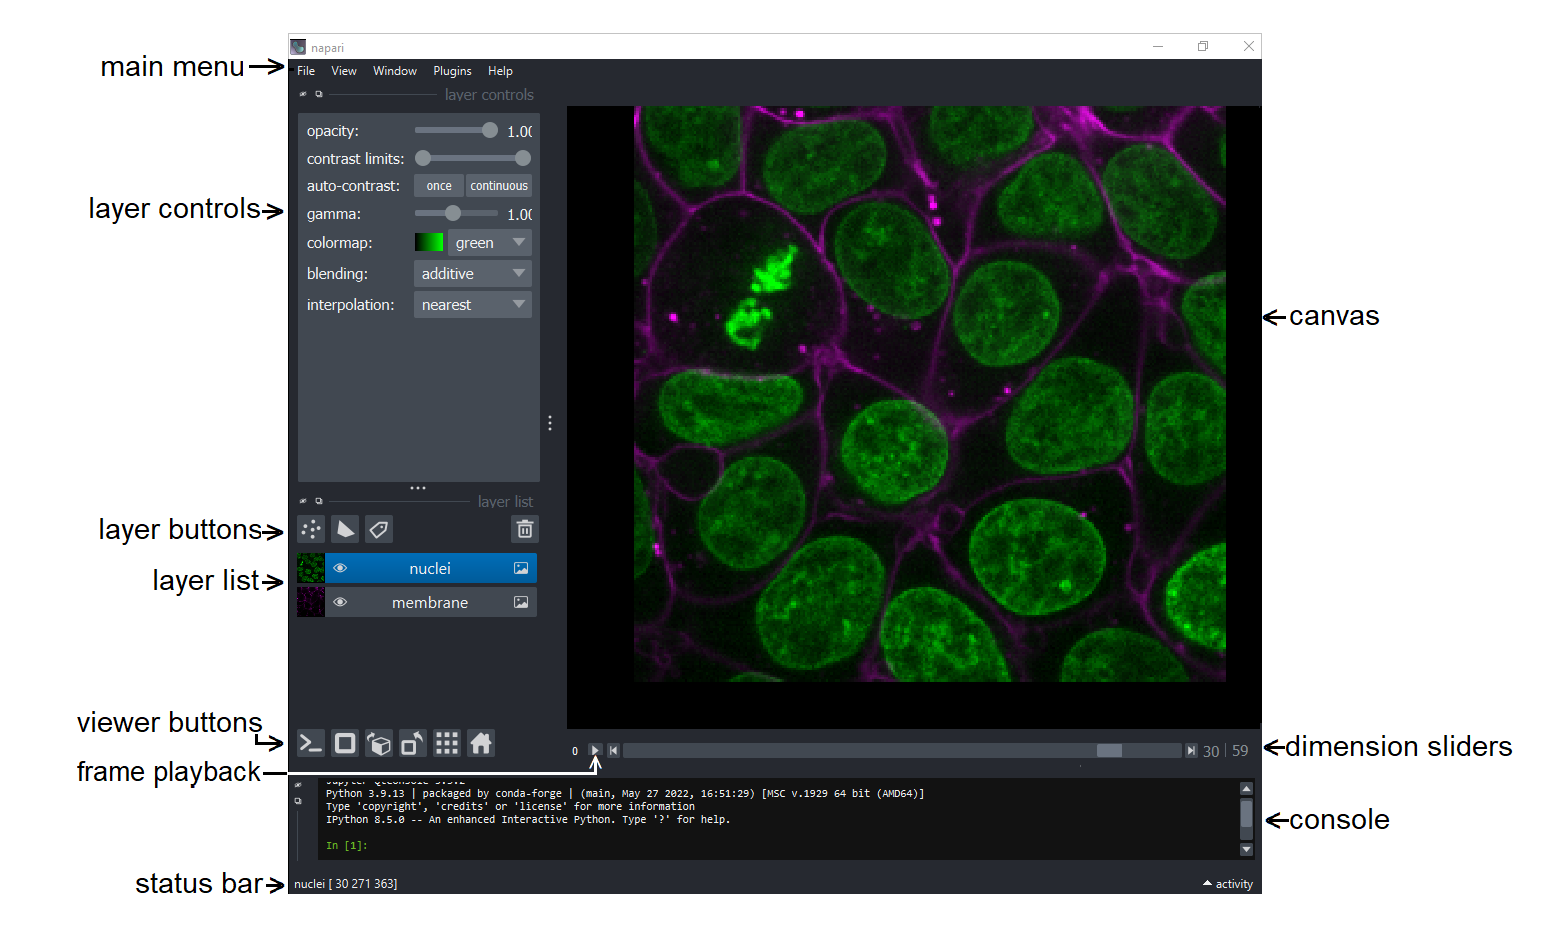 napari
main menu
File View Window Plugins Help
layer controls
opacity: 1.00
contrast limits:
auto-contrast: once continuous
layer controls
gamma: 1.00
colormap: green
blending: additive
interpolation: nearest
canvas
layer list
layer buttons
nuclei
layer list
membrane
viewer buttons
0 30 59
dimension sliders
frame playback
Python 3.9.13 | packaged by conda-forge | (main, May 27 2022, 16:51:29) [MSC v.1929 64 bit (AMD64)]
Type 'copyright', 'credits' or 'license' for more information
IPython 8.5.0 -- An enhanced Interactive Python. Type '?' for help.
console
In [1]:
status bar
nuclei [ 30 271 363]
activity